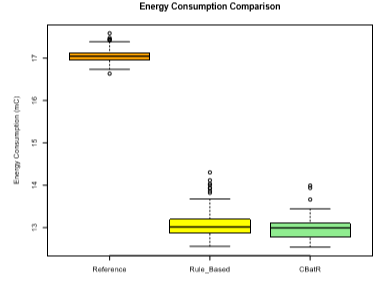 Energy Consumption Comparison
Energy Consumption (mC)
17
16
15
14
13
Reference Rule_Based CBatR